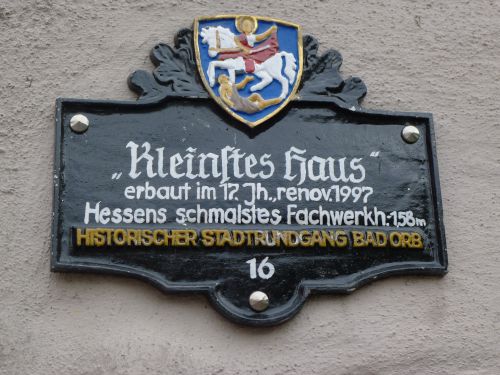 „Kleinstes Haus"
erbaut im 17. Jh., renov. 1997
Hessens schmalstes Fachwerkh.: 1,58m
HISTORISCHER STADTRUNDGANG BAD ORB
16